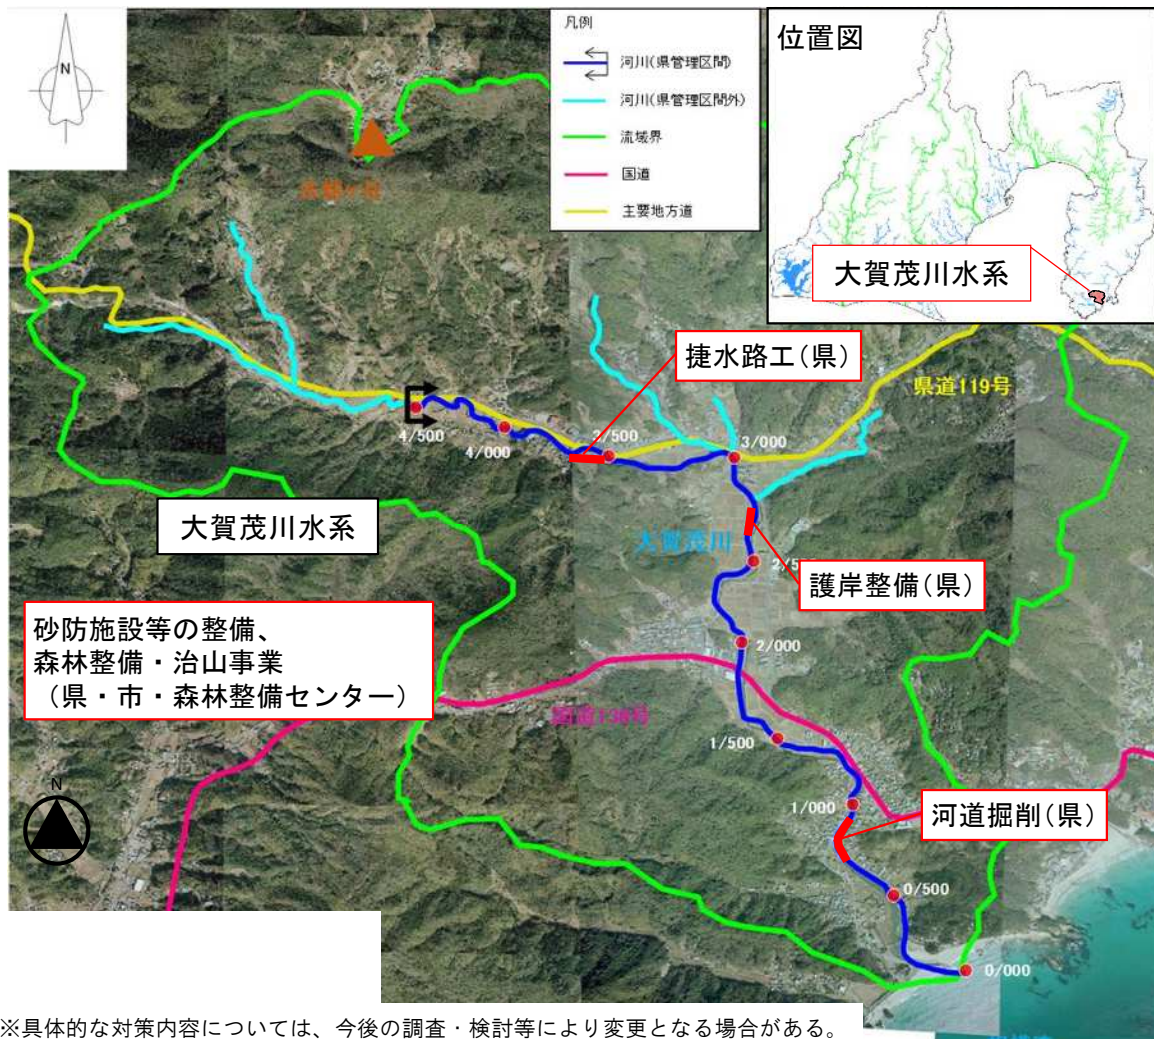 N
凡例
河川(県管理区間)
河川(県管理区間外)
流域界
国道
主要地方道
位置図
大賀茂川水系
捷水路工(県)
県道119号
4/500
4/000
3/500
3/000
大賀茂川水系
大賀茂川
護岸整備(県)
砂防施設等の整備、
森林整備・治山事業
(県・市・森林整備センター)
2/000
国道136号
1/500
N
1/000
河道掘削(県)
0/500
0/000
※具体的な対策内容については、今後の調査・検討等により変更となる場合がある。